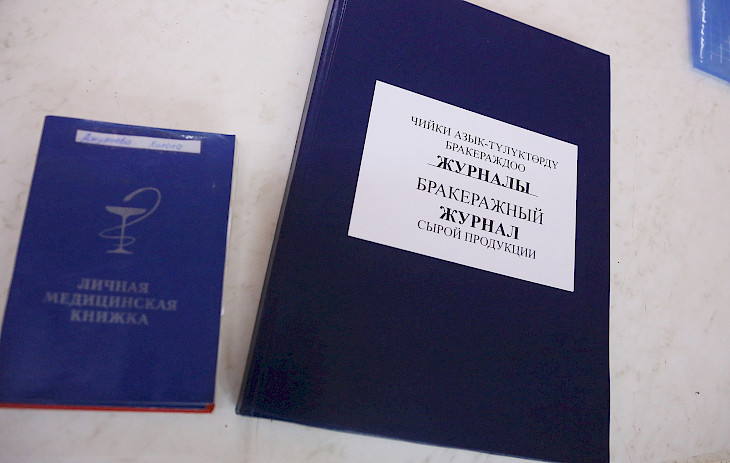 ЛИЧНАЯ
МЕДИЦИНСКАЯ
КНИЖКА
ЧИЙКИ АЗЫК-ТҮЛҮКТӨРДҮ
БРАКЕРАЖДОО
ЖУРНАЛЫ
БРАКЕРАЖНЫЙ
ЖУРНАЛ
СЫРОЙ ПРОДУКЦИИ